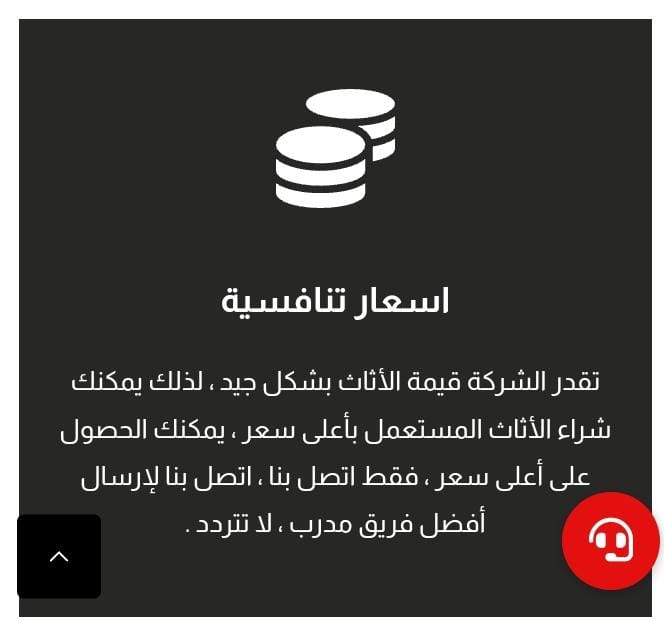 اسعار تنافسية
تقدر الشركة قيمة الأثاث بشكل جيد ، لذلك يمكنك
شراء الأثاث المستعمل بأعلى سعر ، يمكنك الحصول
على أعلى سعر ، فقط اتصل بنا ، اتصل بنا لإرسال
أفضل فريق مدرب ، لا تتردد .